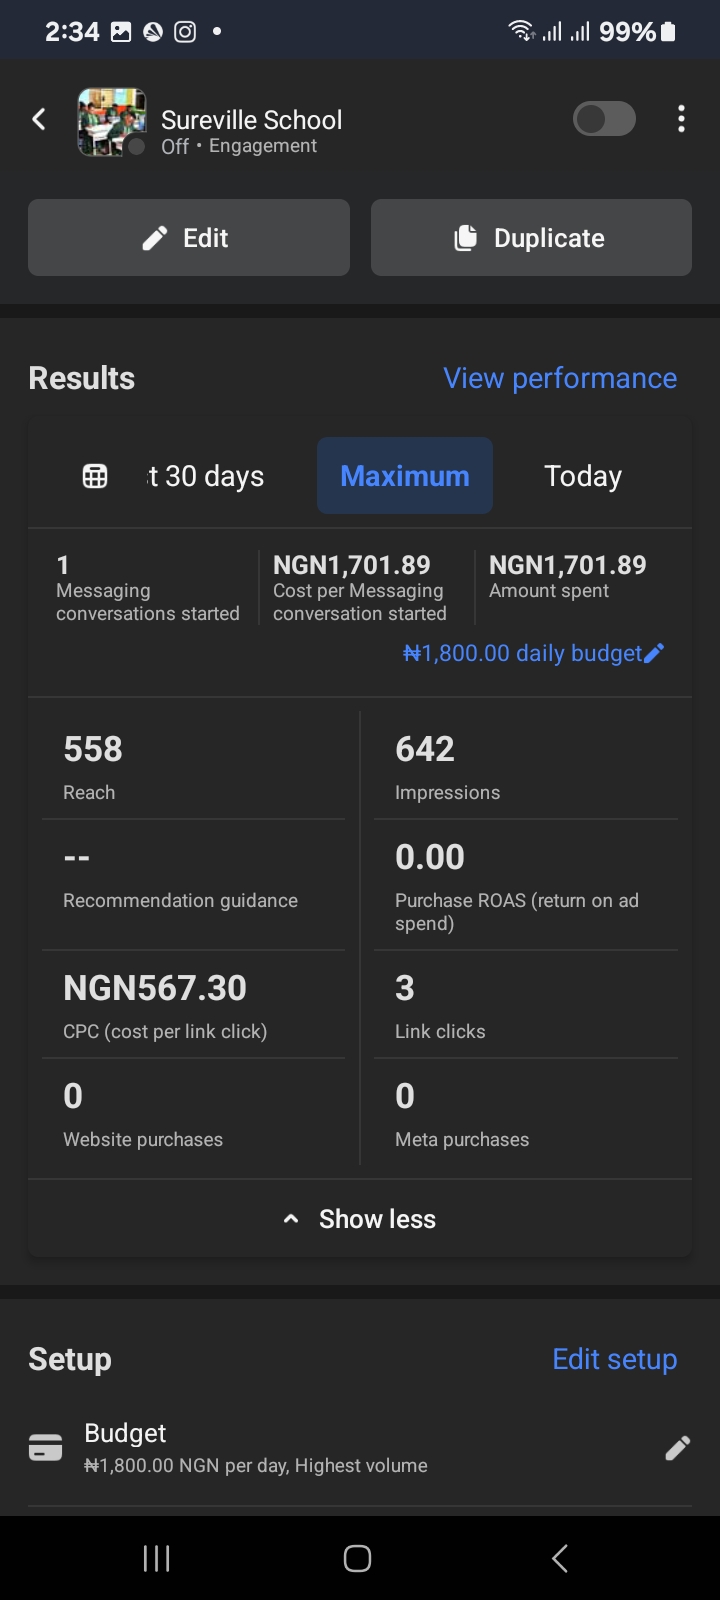 2:34
99%
Sureville School
Off • Engagement
Edit
Duplicate
Results
View performance
t 30 days
Maximum
Today
1
Messaging
conversations started
NGN1,701.89
Cost per Messaging
conversation started
NGN1,701.89
Amount spent
₦1,800.00 daily budget
558
Reach
642
Impressions
--
Recommendation guidance
0.00
Purchase ROAS (return on ad
spend)
NGN567.30
CPC (cost per link click)
3
Link clicks
0
Website purchases
0
Meta purchases
Show less
Setup
Edit setup
Budget
₦1,800.00 NGN per day, Highest volume